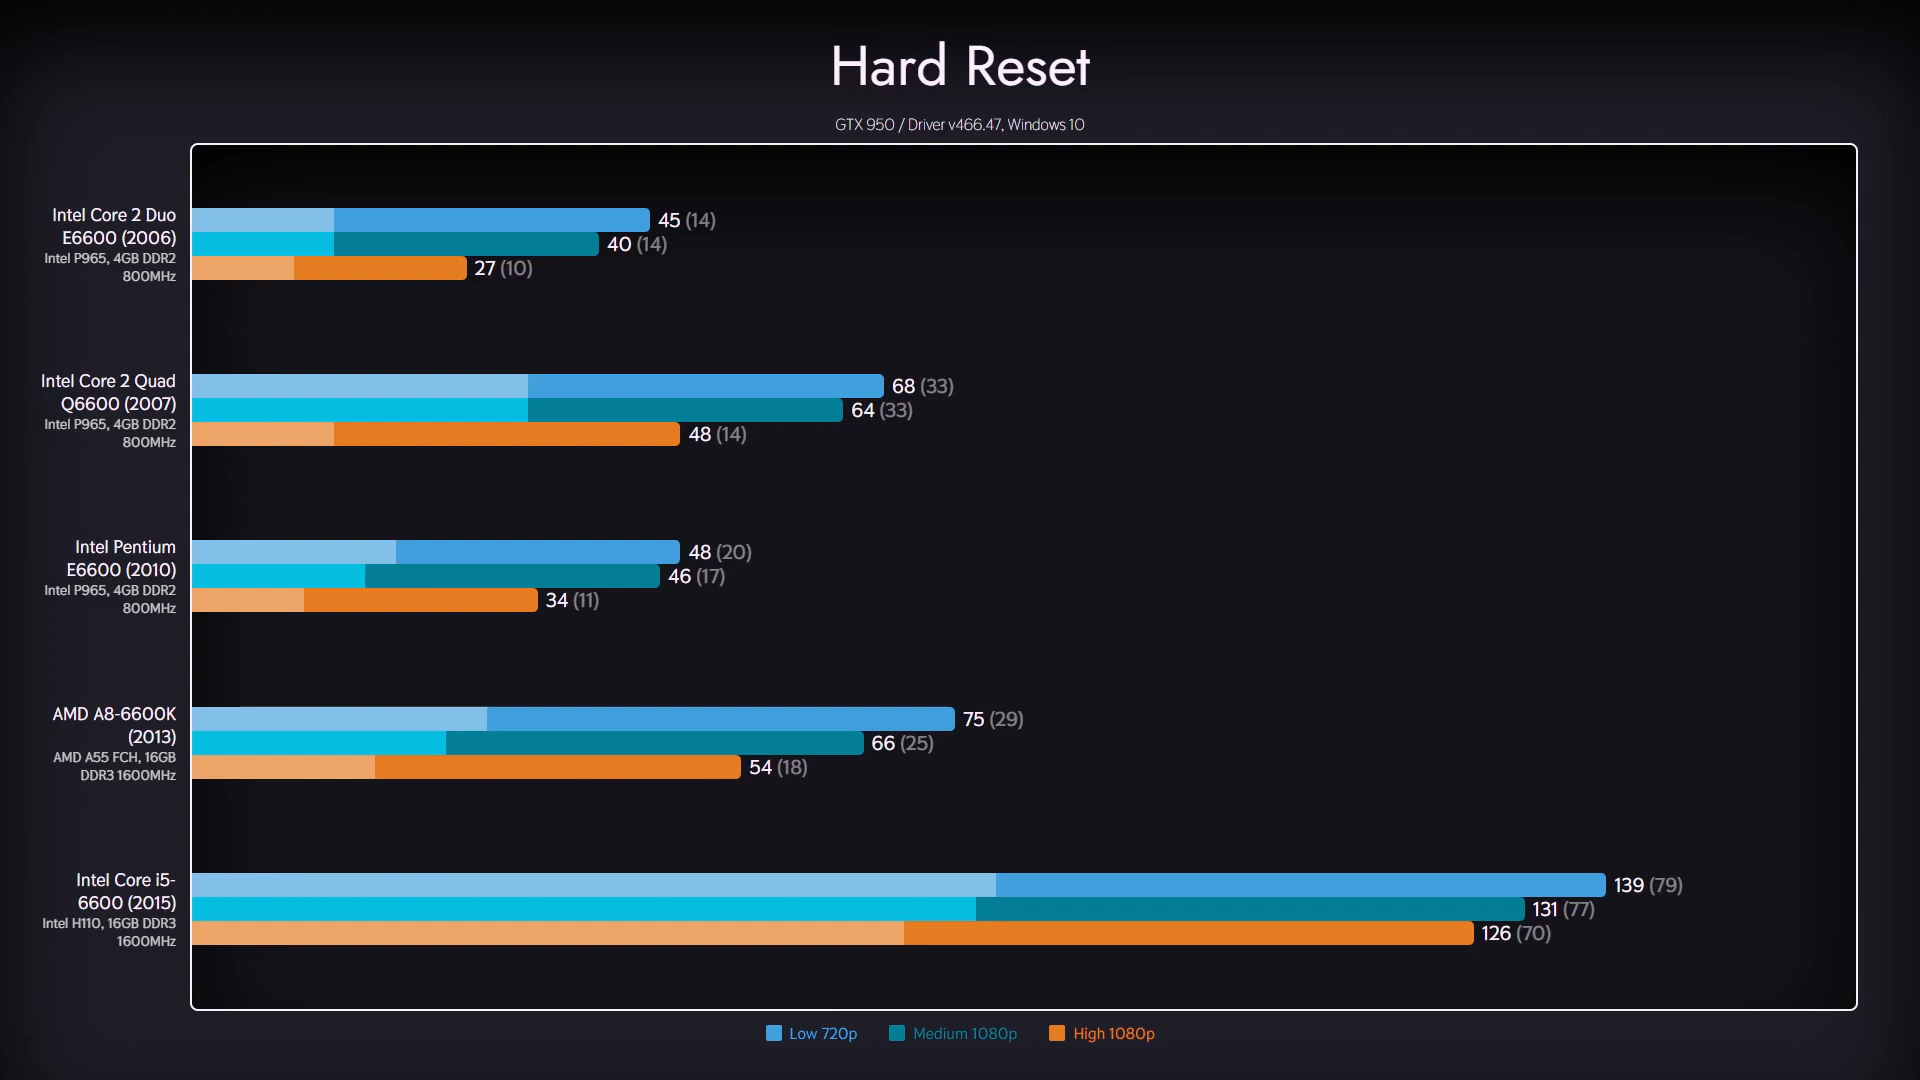 Hard Reset
GTX 950 / Driver v466.47, Windows 10
Intel Core 2 Duo
E6600 (2006)
Intel P965, 4GB DDR2
800MHz
45 (14)
40 (14)
27 (10)
Intel Core 2 Quad
Q6600 (2007)
Intel P965, 4GB DDR2
800MHz
68 (33)
64 (33)
48 (14)
Intel Pentium
E6600 (2010)
Intel P965, 4GB DDR2
800MHz
48 (20)
46 (17)
34 (11)
AMD A8-6600K
(2013)
AMD A55 FCH, 16GB
DDR3 1600MHz
75 (29)
66 (25)
54 (18)
Intel Core i5-
6600 (2015)
Intel H110, 16GB DDR3
1600MHz
139 (79)
131 (77)
126 (70)
Low 720p
Medium 1080p
High 1080p